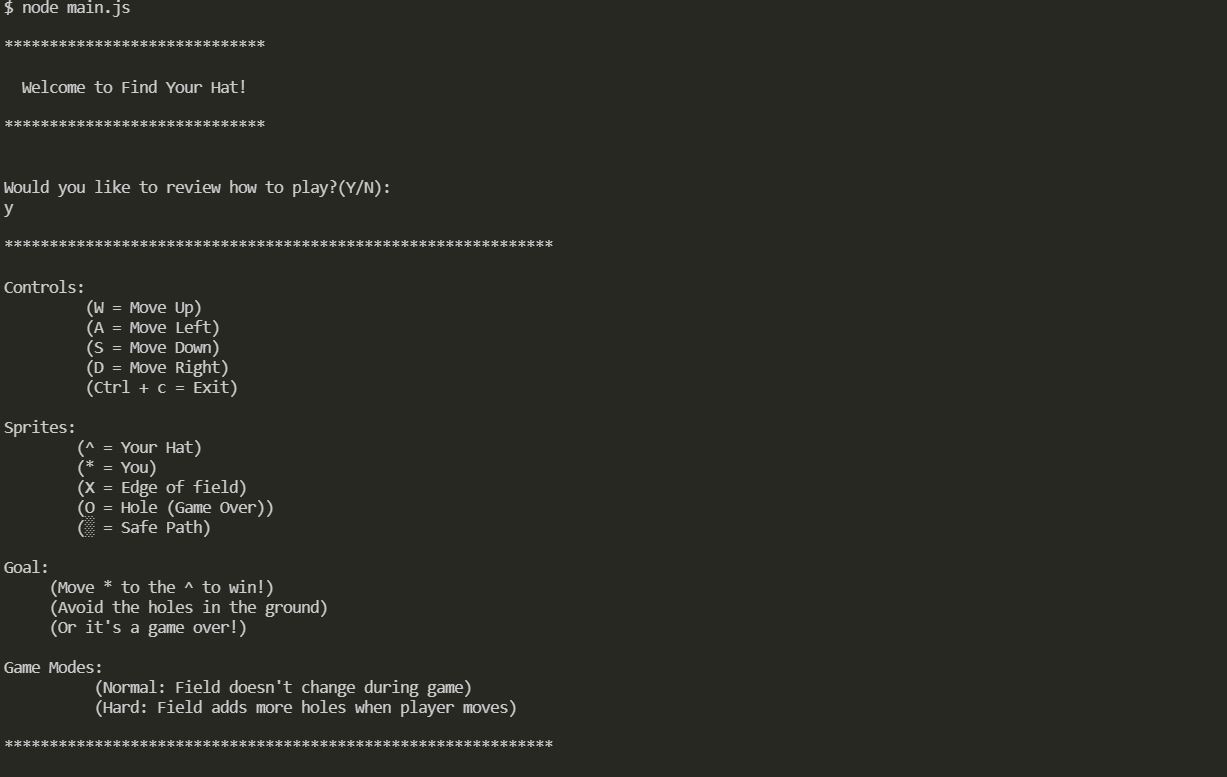 $ node main.js
*****************************
Welcome to Find Your Hat!
*****************************
Would you like to review how to play?(Y/N):
y
*************************************************************
Controls:
(W = Move Up)
(A = Move Left)
(S = Move Down)
(D = Move Right)
(Ctrl + c = Exit)
Sprites:
(^ = Your Hat)
(* = You)
(X = Edge of field)
(O = Hole (Game Over))
(░ = Safe Path)
Goal:
(Move * to the ^ to win!)
(Avoid the holes in the ground)
(Or it's a game over!)
Game Modes:
(Normal: Field doesn't change during game)
(Hard: Field adds more holes when player moves)
*************************************************************